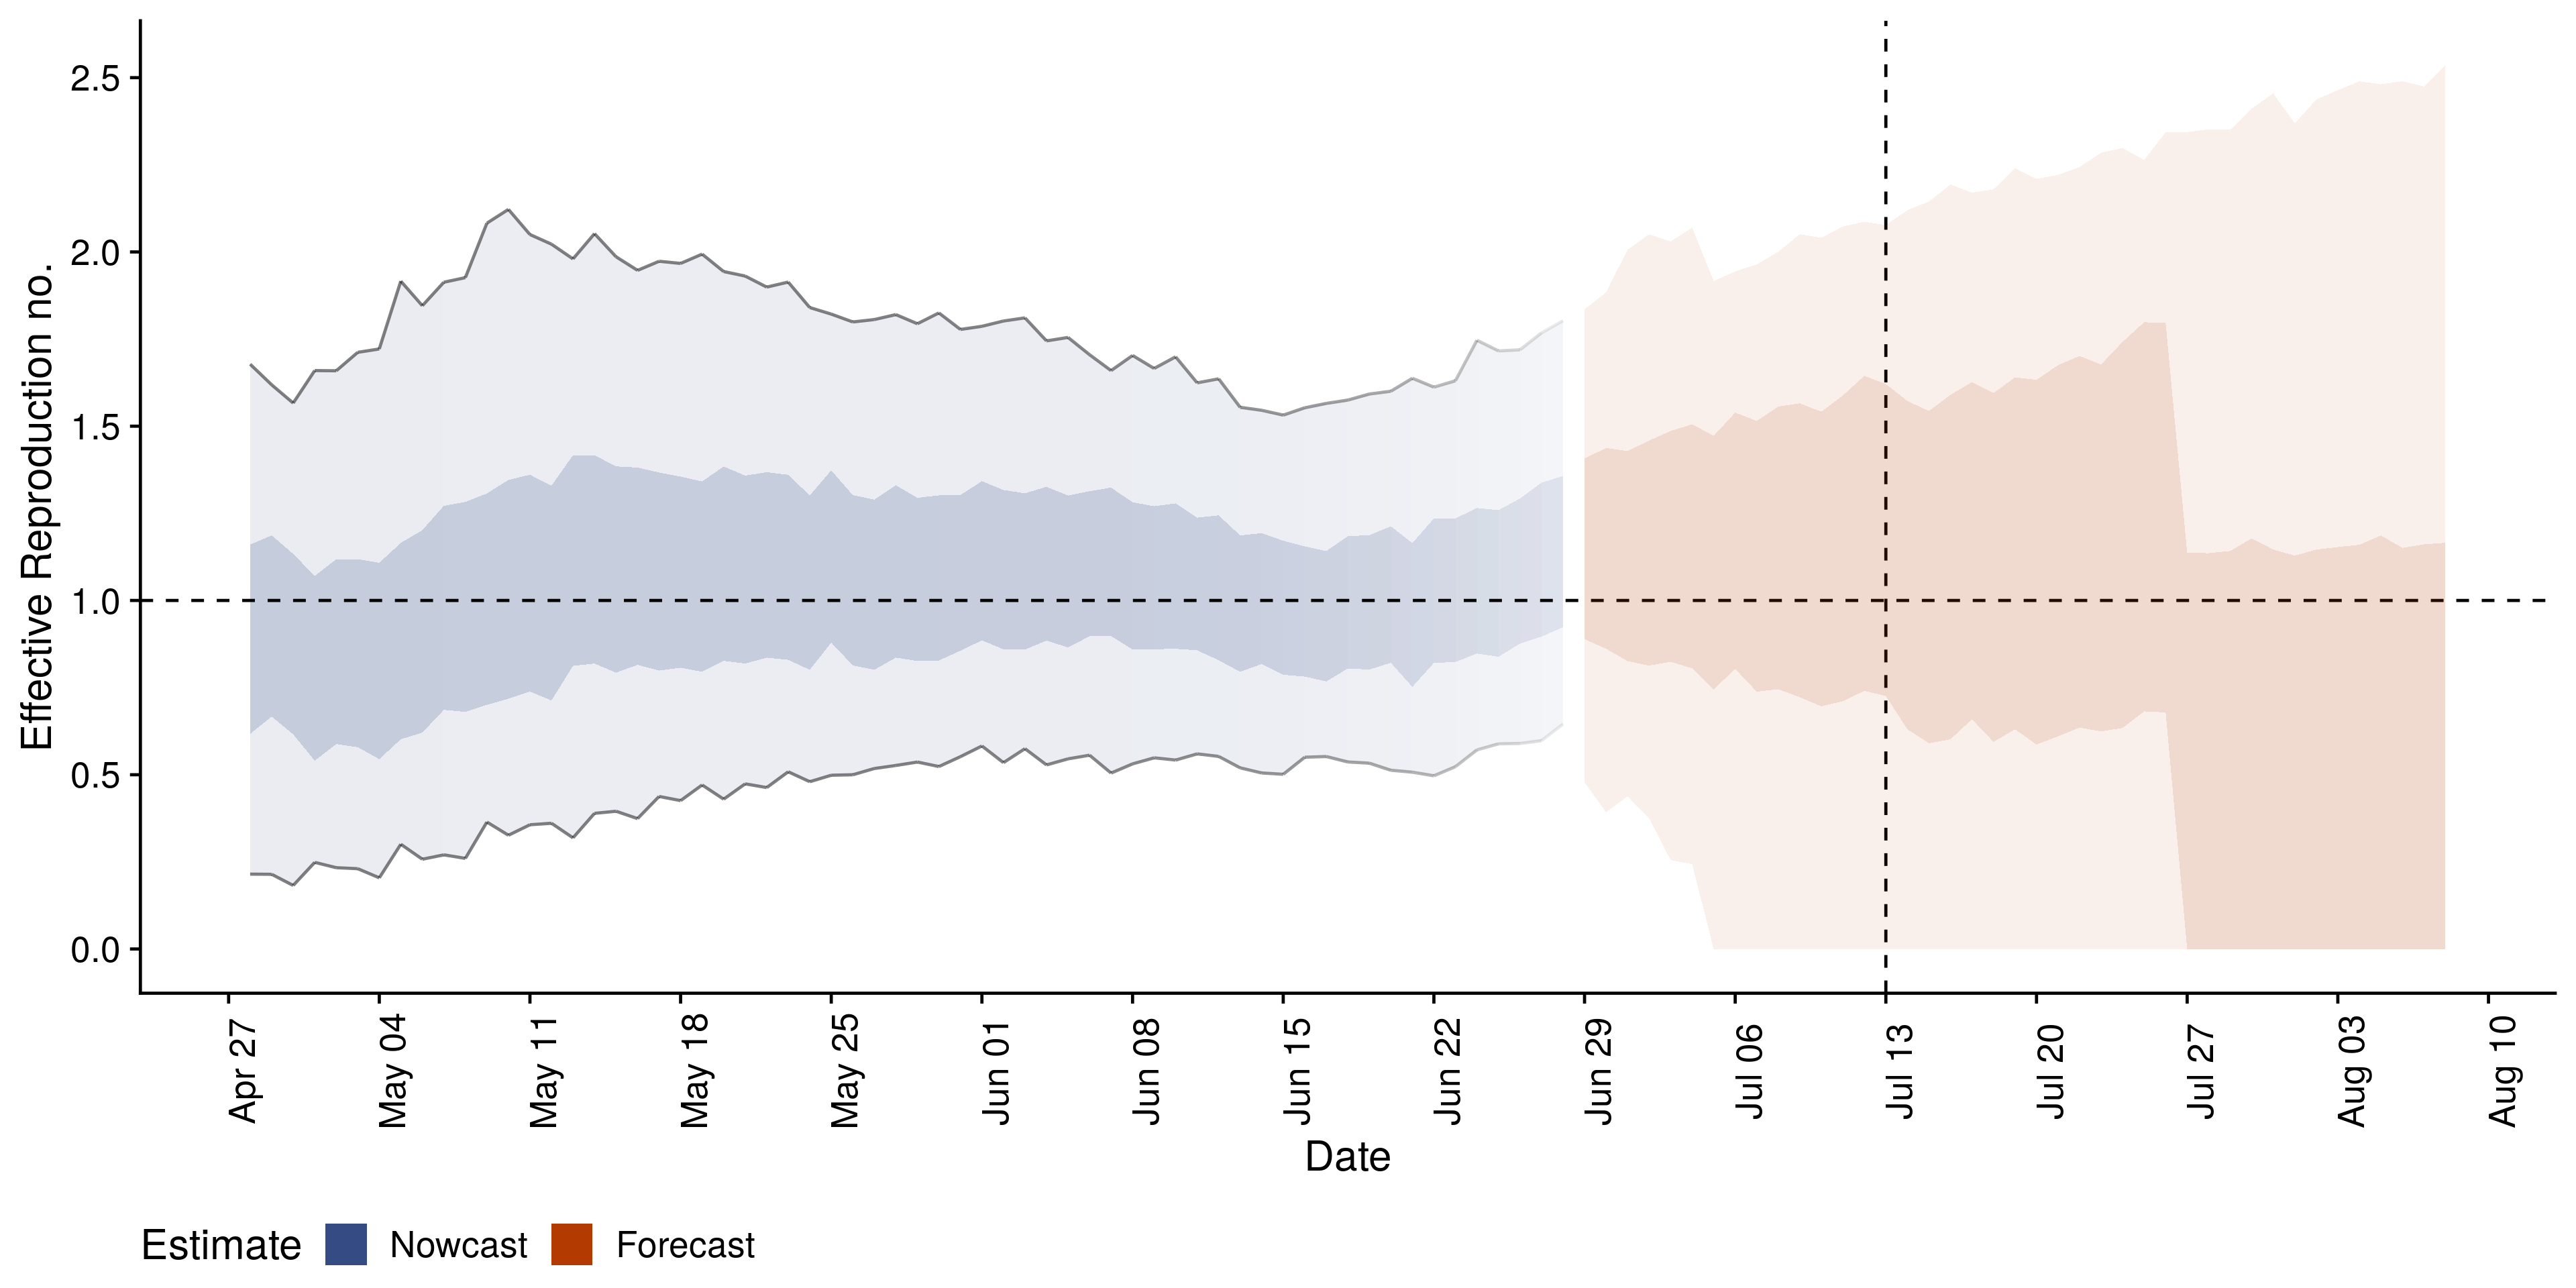 Effective Reproduction no.
2.5
2.0
1.5
1.0
0.5
0.0
Apr 27
May 04
May 11
May 18
May 25
Jun 01
Jun 08
Jun 15
Jun 22
Jun 29
Jul 06
Jul 13
Jul 20
Jul 27
Aug 03
Aug 10
Date
Estimate Nowcast Forecast